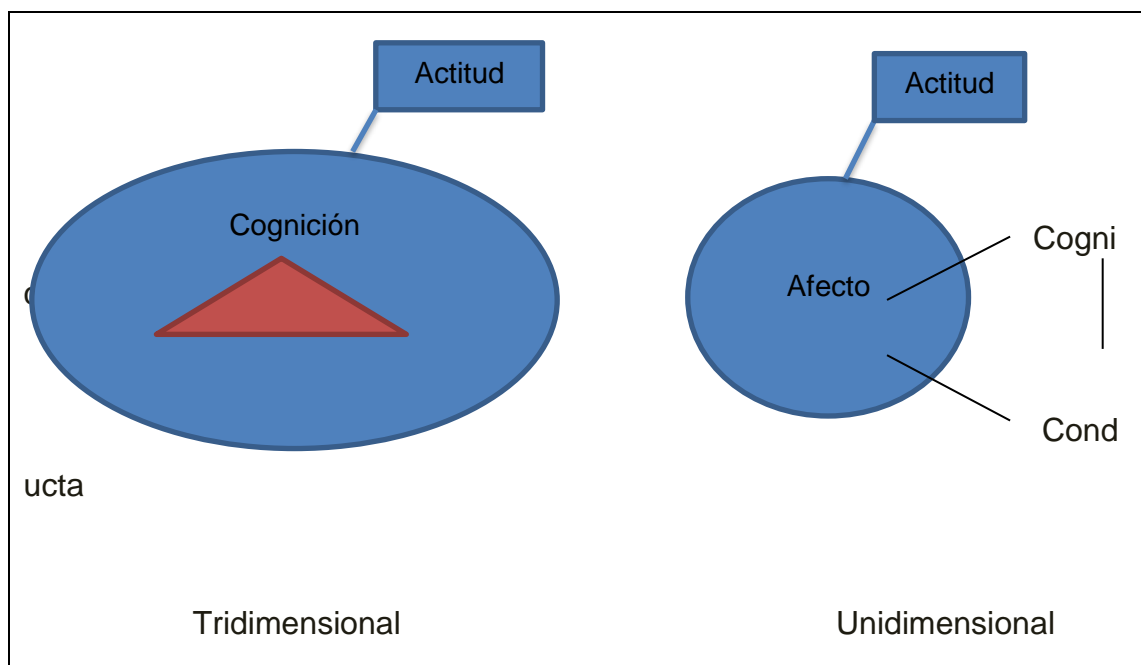 Actitud
Actitud
Cognición
Cogni
Afecto
Cond
ucta
Tridimensional
Unidimensional